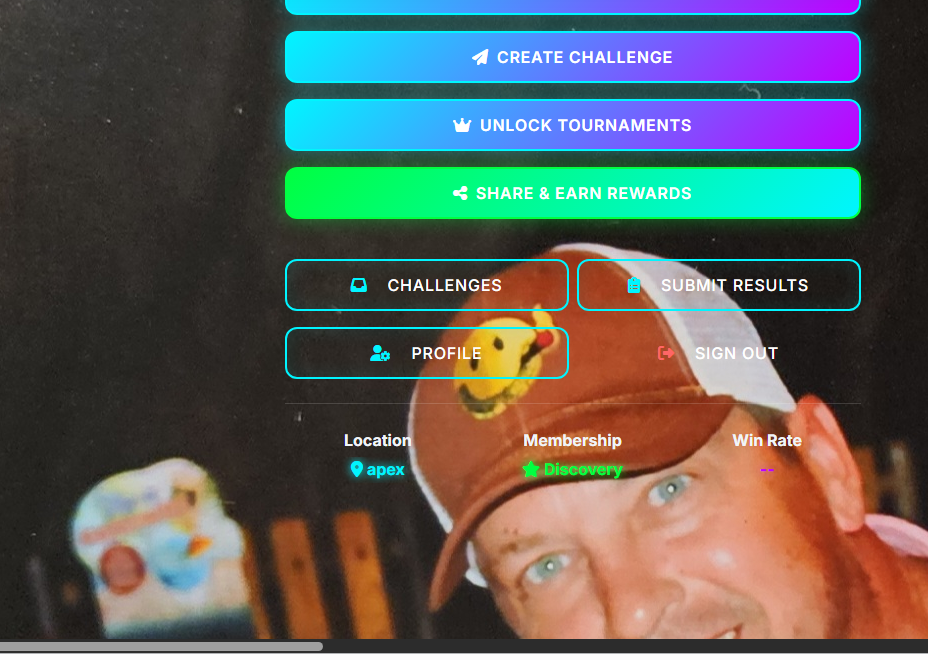 CREATE CHALLENGE
UNLOCK TOURNAMENTS
SHARE & EARN REWARDS
CHALLENGES
SUBMIT RESULTS
PROFILE
SIGN OUT
Location
Membership
Win Rate
apex
Discovery
--